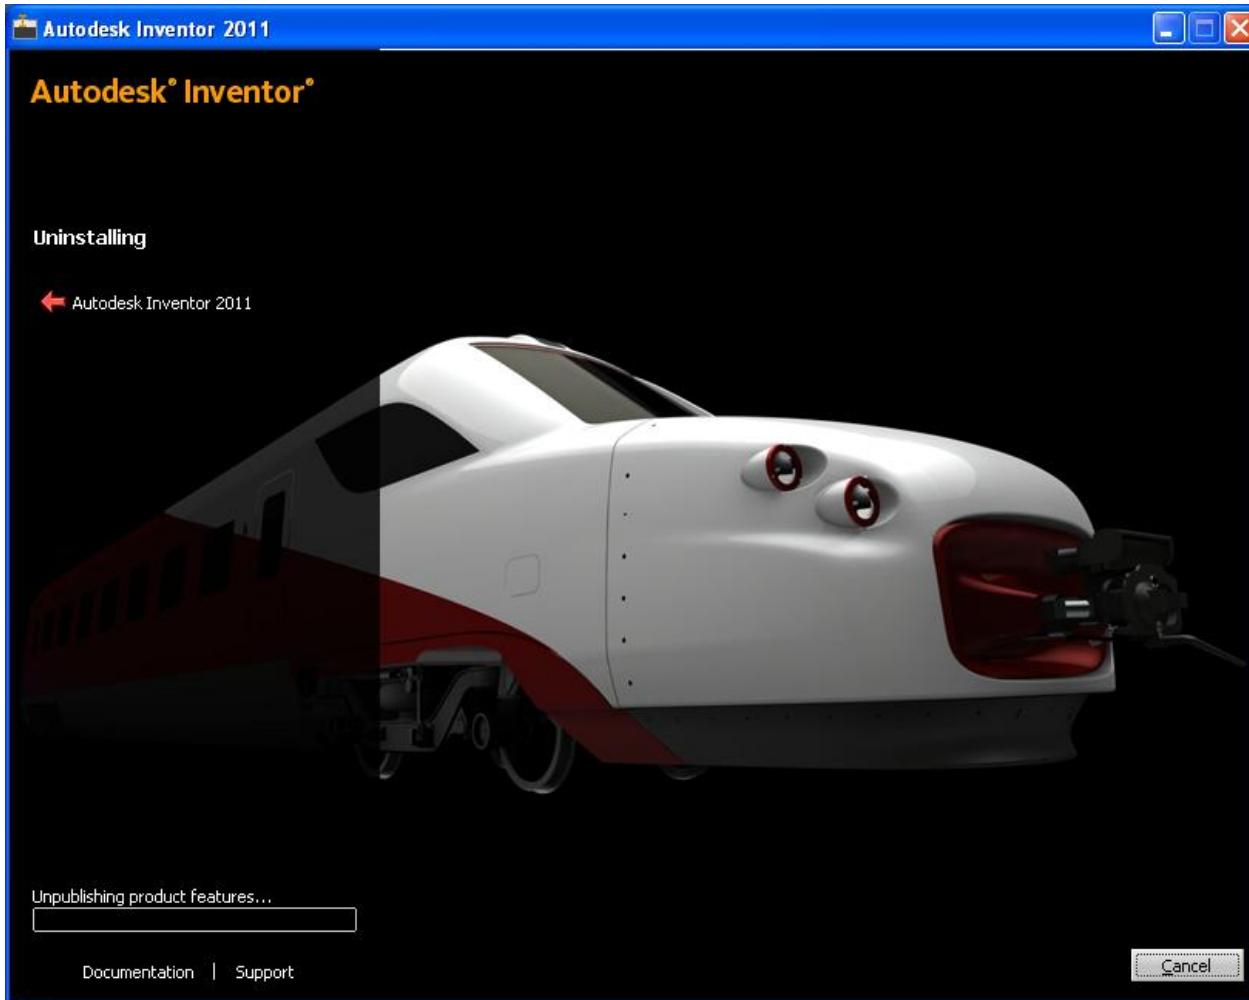 Autodesk Inventor 2011
Autodesk® Inventor®
Uninstalling
Autodesk Inventor 2011
Unpublishing product features...
Documentation | Support
Cancel